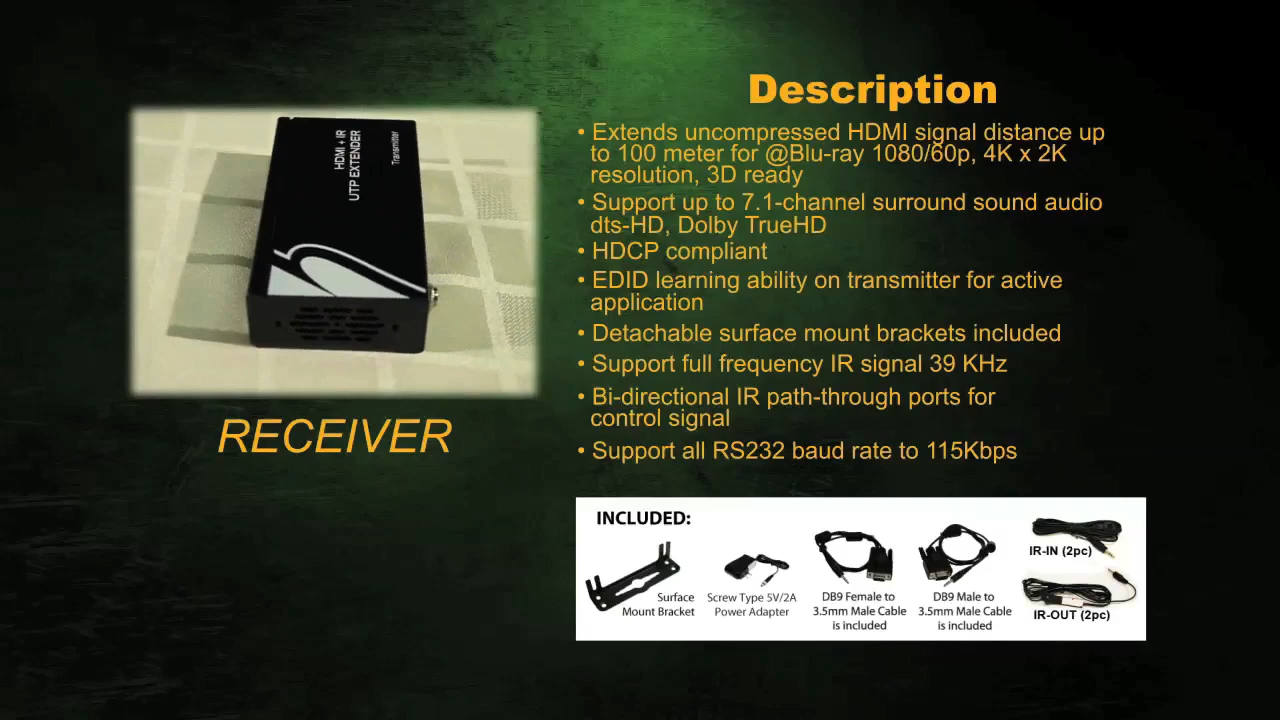 HDMI + IR
UTP EXTENDER
Transmitter
RECEIVER
Description
• Extends uncompressed HDMI signal distance up
to 100 meter for @Blu-ray 1080/60p, 4K x 2K
resolution, 3D ready
• Support up to 7.1-channel surround sound audio
dts-HD, Dolby TrueHD
• HDCP compliant
• EDID learning ability on transmitter for active
application
• Detachable surface mount brackets included
• Support full frequency IR signal 39 KHz
• Bi-directional IR path-through ports for
control signal
• Support all RS232 baud rate to 115Kbps
INCLUDED:
Surface
Mount Bracket
Screw Type 5V/2A
Power Adapter
DB9 Female to
3.5mm Male Cable
is included
DB9 Male to
3.5mm Male Cable
is included
IR-IN (2pc)
IR-OUT (2pc)